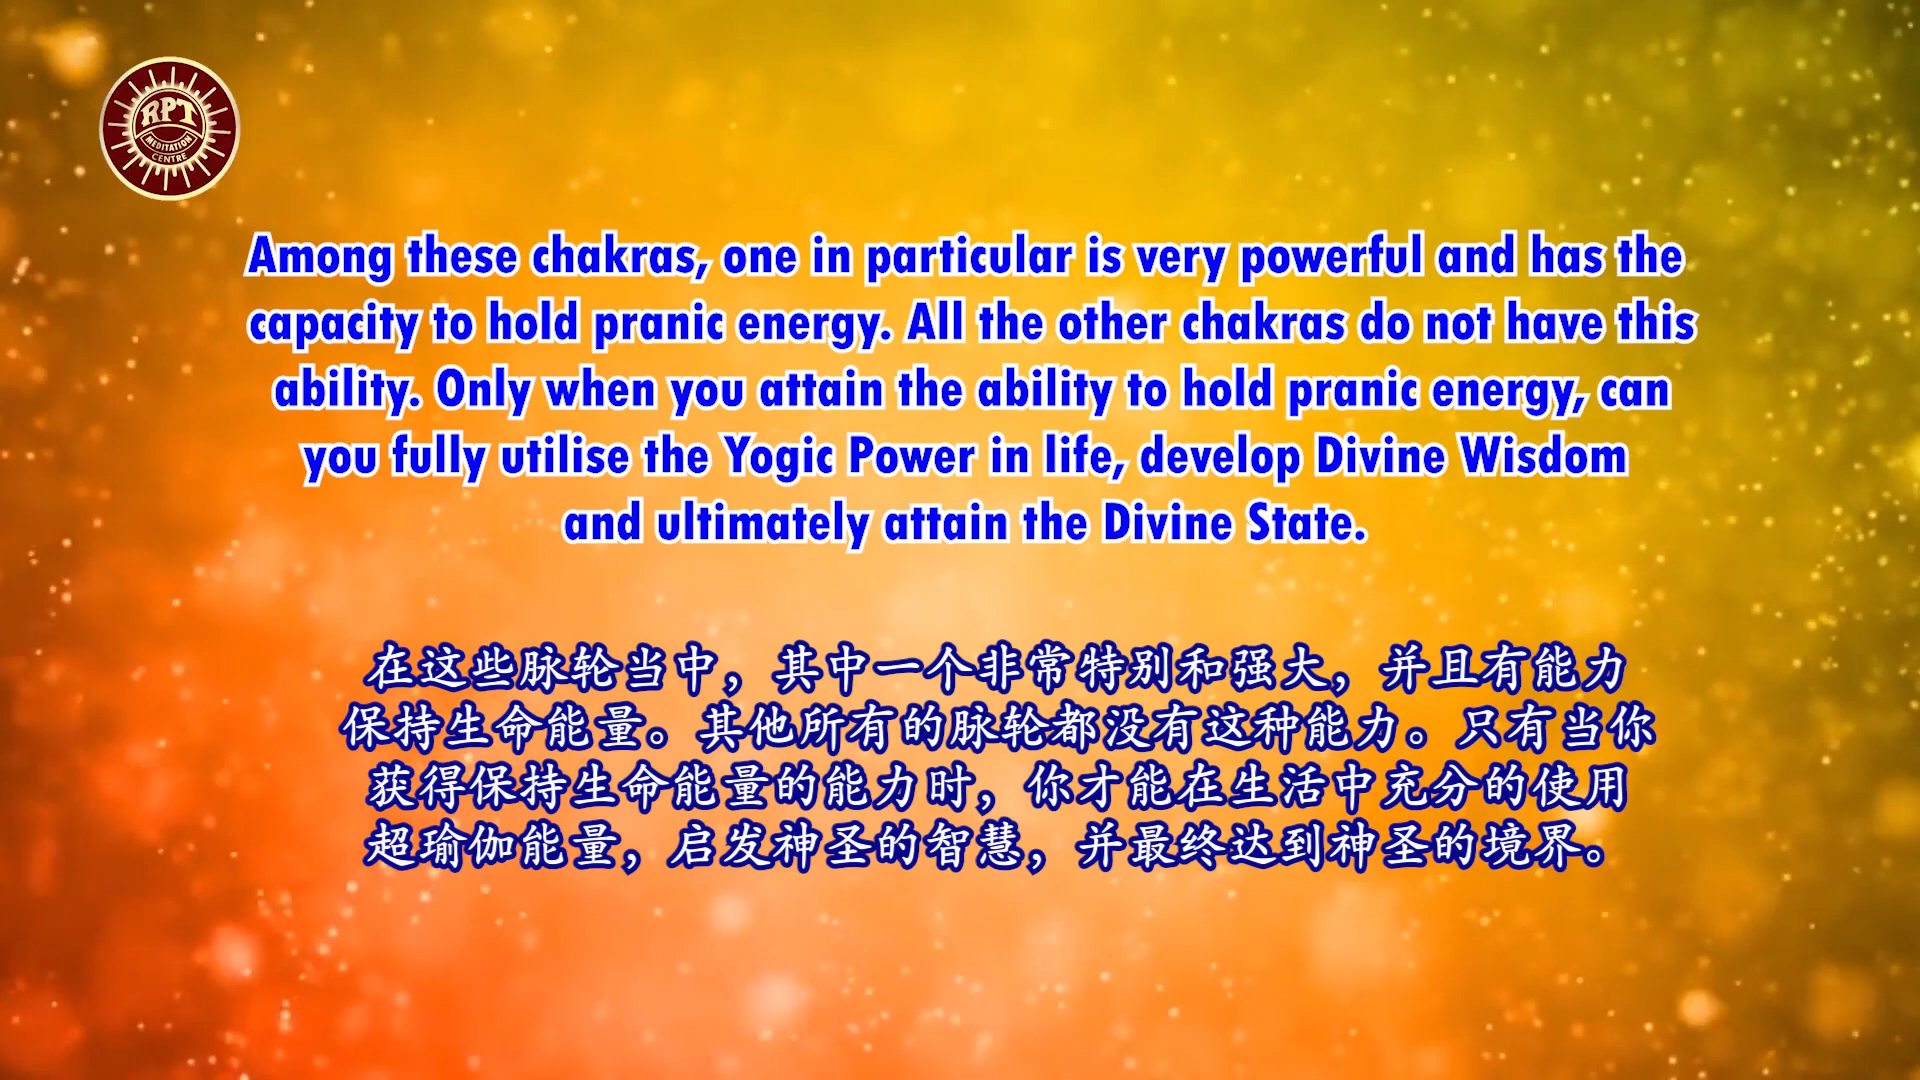 RPT
MEDITATION
CENTRE
Among these chakras, one in particular is very powerful and has the
capacity to hold pranic energy. All the other chakras do not have this
ability. Only when you attain the ability to hold pranic energy, can
you fully utilise the Yogic Power in life, develop Divine Wisdom
and ultimately attain the Divine State.
在这些脉轮当中，其中一个非常特别和强大，并且有能力
保持生命能量。其他所有的脉轮都没有这种能力。只有当你
获得保持生命能量的能力时，你才能在生活中充分的使用
超瑜伽能量，启发神圣的智慧，并最终达到神圣的境界。